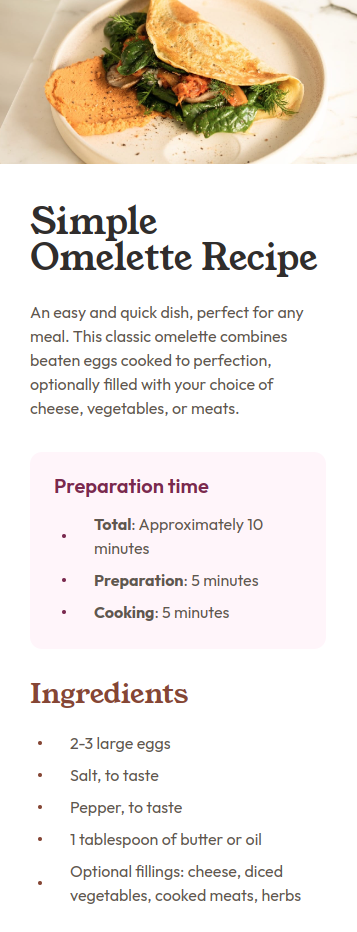 Simple
Omelette Recipe
An easy and quick dish, perfect for any
meal. This classic omelette combines
beaten eggs cooked to perfection,
optionally filled with your choice of
cheese, vegetables, or meats.
Preparation time
• Total: Approximately 10
minutes
• Preparation: 5 minutes
• Cooking: 5 minutes
Ingredients
• 2-3 large eggs
• Salt, to taste
• Pepper, to taste
• 1 tablespoon of butter or oil
• Optional fillings: cheese, diced
vegetables, cooked meats, herbs